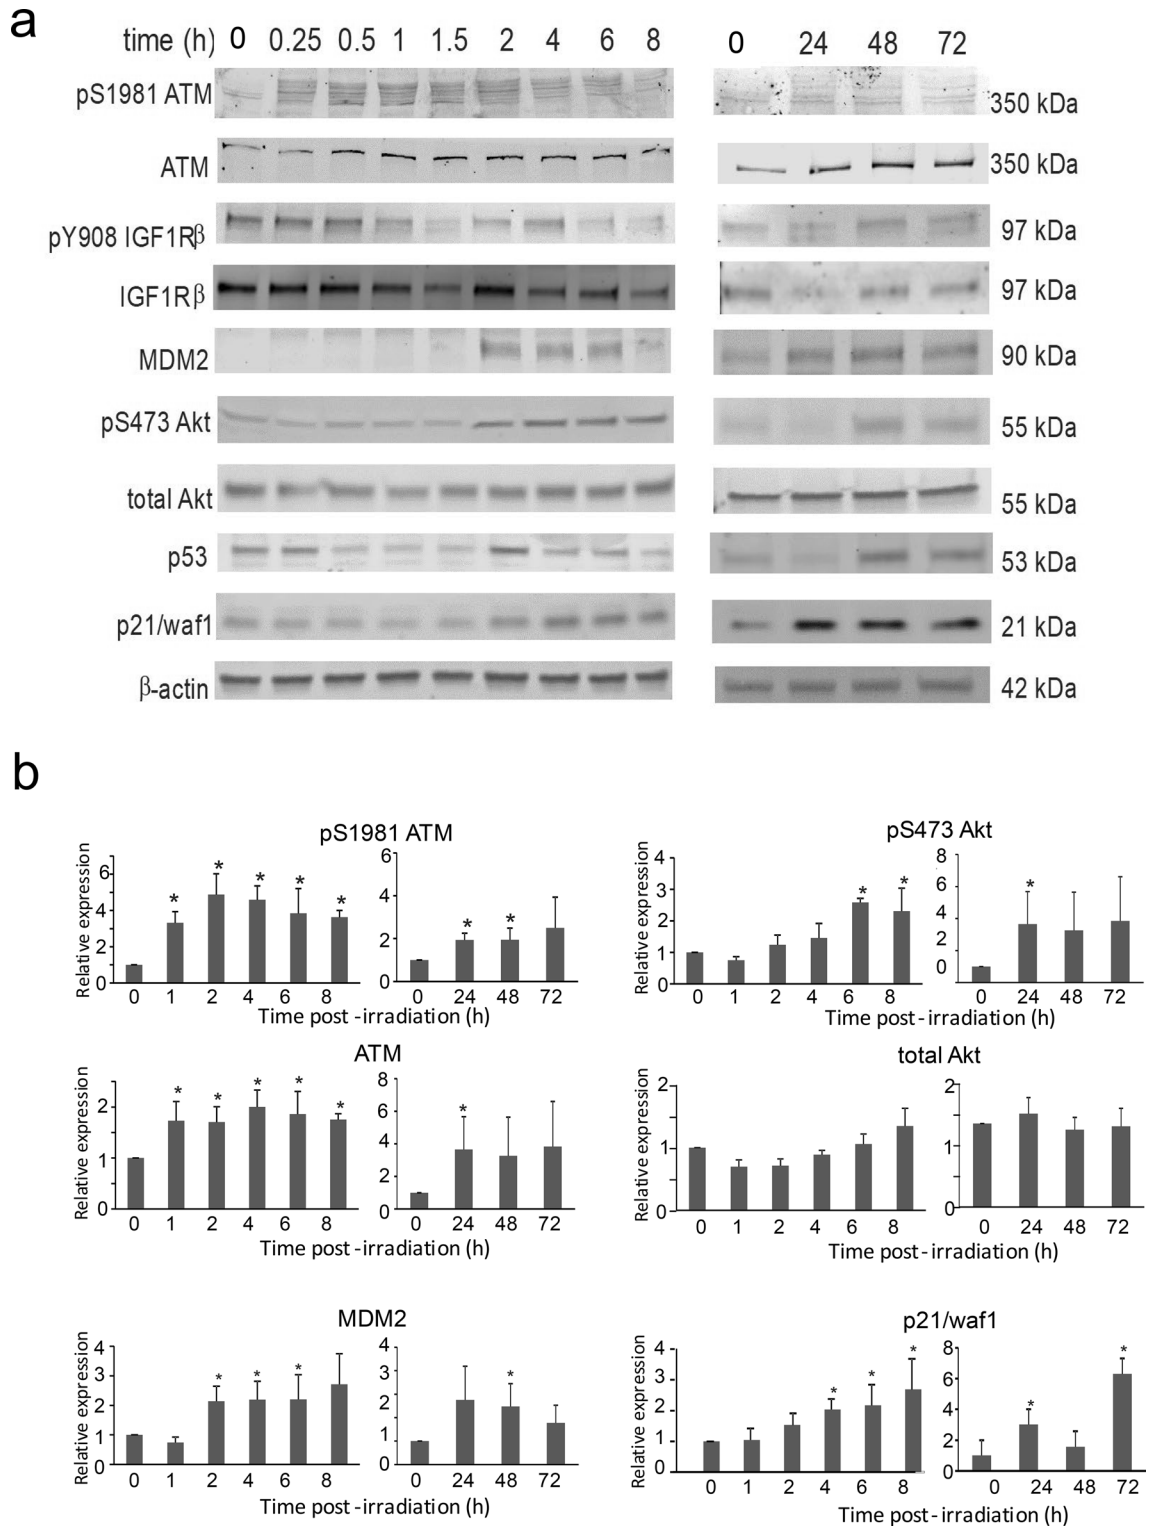 a
time (h) 0 0.25 0.5 1 1.5 2 4 6 8 0 24 48 72
pS1981 ATM 350 kDa
ATM 350 kDa
pY908 IGF1Rβ 97 kDa
IGF1Rβ 97 kDa
MDM2 90 kDa
pS473 Akt 55 kDa
total Akt 55 kDa
p53 53 kDa
p21/waf1 21 kDa
β-actin 42 kDa
b
pS1981 ATM
Relative expression
6
4
2
0
* * * * *
0 1 2 4 6 8
6
4
2
0
* *
0 24 48 72
Time post-irradiation (h)
pS473 Akt
Relative expression
4
3
2
1
0
* *
0 1 2 4 6 8
8
6
4
2
0
*
0 24 48 72
Time post-irradiation (h)
ATM
Relative expression
2
1
0
* * * * *
0 1 2 4 6 8
8
6
4
2
0
*
0 24 48 72
Time post-irradiation (h)
total Akt
Relative expression
2
1
0
0 1 2 4 6 8
2
1
0
0 24 48 72
Time post-irradiation (h)
MDM2
Relative expression
4
3
2
1
0
* * *
0 1 2 4 6 8
4
3
2
1
0
*
0 24 48 72
Time post-irradiation (h)
p21/waf1
Relative expression
4
3
2
1
0
* * *
0 1 2 4 6 8
8
6
4
2
0
* *
0 24 48 72
Time post-irradiation (h)